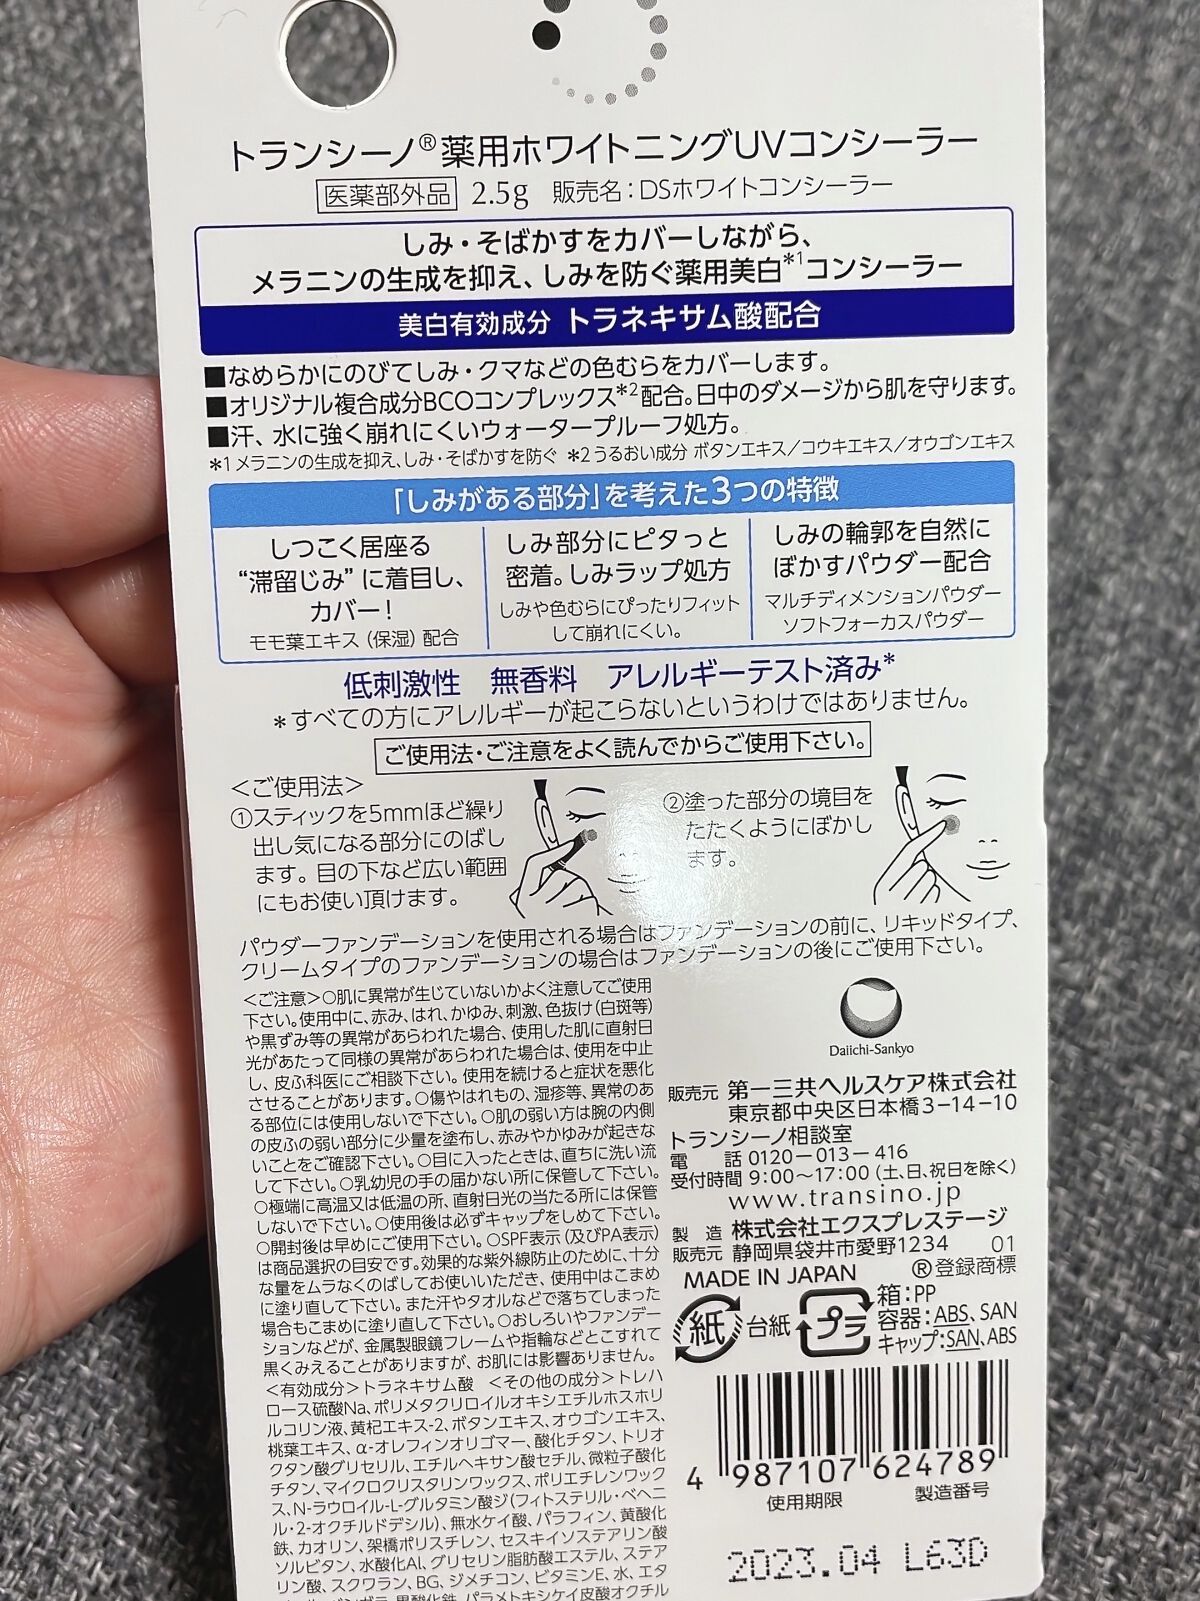 トランシーノ®薬用ホワイトニングUVコンシーラー
医薬部外品 2.5g 販売名：DSホワイトコンシーラー
しみ・そばかすをカバーしながら、
メラニンの生成を抑え、しみを防ぐ薬用美白*1コンシーラー
美白有効成分 トラネキサム酸配合
■なめらかにのびてしみ・クマなどの色むらをカバーします。
■オリジナル複合成分BCOコンプレックス*2配合。日中のダメージから肌を守ります。
■汗、水に強く崩れにくいウォータープルーフ処方。
*1 メラニンの生成を抑え、しみ・そばかすを防ぐ *2 うるおい成分 ボタンエキス/コウキエキス/オウゴンエキス
「しみがある部分」を考えた3つの特徴
しつこく居座る
“滞留じみ”に着目し、
カバー！
モモ葉エキス（保湿）配合
しみ部分にピタっと
密着。しみラップ処方
しみや色むらにぴったりフィット
して崩れにくい。
しみの輪郭を自然に
ぼかすパウダー配合
マルチディメンションパウダー
ソフトフォーカスパウダー
低刺激性 無香料 アレルギーテスト済み*
*すべての方にアレルギーが起こらないというわけではありません。
ご使用法・ご注意をよく読んでからご使用下さい。
＜ご使用法＞
①スティックを5mmほど繰り
出し気になる部分にのばし
ます。目の下など広い範囲
にもお使い頂けます。
②塗った部分の境目を
たたくようにぼかし
ます。
パウダーファンデーションを使用される場合はファンデーションの前に、リキッドタイプ、
クリームタイプのファンデーションの場合はファンデーションの後にご使用下さい。
＜ご注意＞○肌に異常が生じていないかよく注意してご使用
下さい。使用中に、赤み、はれ、かゆみ、刺激、色抜け（白斑等）
や黒ずみ等の異常があらわれた場合、使用した肌に直射日
光があたって同様の異常があらわれた場合は、使用を中止
し、皮ふ科医にご相談下さい。使用を続けると症状を悪化
させることがあります。○傷やはれもの、湿疹等、異常のあ
る部位には使用しないで下さい。○肌の弱い方は腕の内側
の皮ふの弱い部分に少量を塗布し、赤みやかゆみが起きな
いことをご確認下さい。○目に入ったときは、直ちに洗い流
して下さい。○乳幼児の手の届かない所に保管して下さい。
○極端に高温又は低温の所、直射日光の当たる所には保管
しないで下さい。○使用後は必ずキャップをしめて下さい。
○開封後は早めにご使用下さい。○SPF表示（及びPA表示）
は商品選択の目安です。効果的な紫外線防止のために、十分
な量をムラなくのばしてお使いいただき、使用中はこまめ
に塗り直して下さい。また汗やタオルなどで落ちてしまった
場合もこまめに塗り直して下さい。○おしろいやファンデー
ションなどが、金属製眼鏡フレームや指輪などとこすれて
黒くみえることがありますが、お肌には影響ありません。
＜有効成分＞トラネキサム酸 ＜その他の成分＞トレハ
ロース硫酸Na、ポリメタクリロイルオキシエチルホスホリ
ルコリン液、黄杞エキス-2、ボタンエキス、オウゴンエキス、
桃葉エキス、α-オレフィンオリゴマー、酸化チタン、トリオ
クタン酸グリセリル、エチルヘキサン酸セチル、微粒子酸化
チタン、マイクロクリスタリンワックス、ポリエチレンワック
ス、N-ラウロイル-L-グルタミン酸ジ(フィトステリル・ベヘニ
ル・2-オクチルドデシル)、無水ケイ酸、パラフィン、黄酸化
鉄、カオリン、架橋ポリスチレン、セスキイソステアリン酸
ソルビタン、水酸化Al、グリセリン脂肪酸エステル、ステア
リン酸、スクワラン、BG、ジメチコン、ビタミンE、水、エタ
ベンガラ、黒酸化鉄、パラメトキシケイ皮酸オクチル
Daiichi-Sankyo
販売元 第一三共ヘルスケア株式会社
東京都中央区日本橋3-14-10
トランシーノ相談室
電話 0120-013-416
受付時間 9:00〜17:00（土、日、祝日を除く）
www.transino.jp
製造販売元 株式会社エクスプレステージ
静岡県袋井市愛野1234 01
MADE IN JAPAN ®登録商標
紙 台紙 プラ 箱：PP
容器：ABS、SAN
キャップ：SAN、ABS
4 987107 624789
使用期限 製造番号
2023.04 L63D